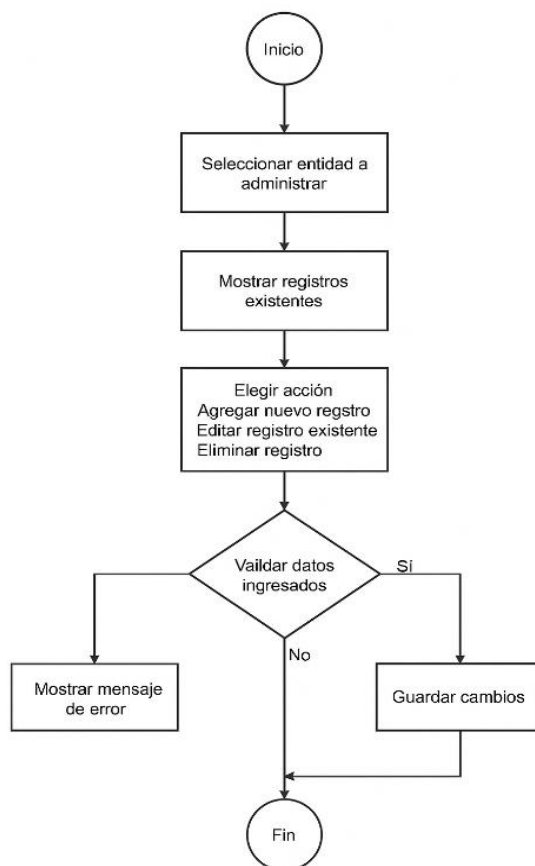 Inicio
Seleccionar entidad a
administrar
Mostrar registros
existentes
Elegir acción
Agregar nuevo regstro
Editar registro existente
Eliminar registro
Vaildar datos
ingresados
Sí
No
Mostrar mensaje
de error
Guardar cambios
Fin